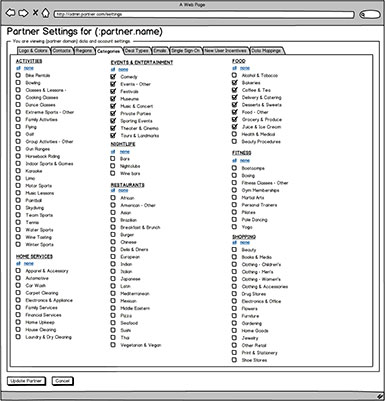 A Web Page
http://admin.partner.com/settings
Partner Settings for {:partner.name}
You are viewing {partner domain} data and account settings.
Logo & Colors
Contacts
Regions
Categories
Deal Types
Emails
Single Sign-On
New User Incentives
Data Mappings
ACTIVITIES
all none
Bike Rentals
Bowling
Classes & Lessons -
Cooking Classes
Dance Classes
Extreme Sports - Other
Family Activities
Flying
Golf
Group Activities - Other
Gun Ranges
Horseback Riding
Indoor Sports & Games
Karaoke
Limo
Motor Sports
Music Lessons
Paintball
Skydiving
Team Sports
Tennis
Water Sports
Wine Tasting
Winter Sports
HOME SERVICES
all none
Apparel & Accessory
Automotive
Car Wash
Carpet Cleaning
Electronics & Appliance
Family Services
Financial Services
Home Upkeep
House Cleaning
Laundry & Dry Cleaning
EVENTS & ENTERTAINMENT
all none
Comedy
Events - Other
Festivals
Museums
Music & Concert
Private Parties
Sporting Events
Theater & Cinema
Tours & Landmarks
NIGHTLIFE
all none
Bars
Nightclubs
Wine bars
RESTAURANTS
all none
African
American - Other
Asian
Brazilian
Breakfast & Brunch
Burger
Chinese
Delis & Diners
European
Indian
Italian
Japanese
Latin
Mediterranean
Mexican
Middle Eastern
Pizza
Seafood
Sushi
Thai
Vegetarian & Vegan
FOOD
all none
Alcohol & Tobacco
Bakeries
Coffee & Tea
Delivery & Catering
Desserts & Sweets
Food - Other
Grocery & Produce
Juice & Ice Cream
Health & Medical
Beauty Procedures
FITNESS
all none
Bootcamps
Boxing
Fitness Classes - Other
Gym Memberships
Martial Arts
Personal Trainers
Pilates
Pole Dancing
Yoga
SHOPPING
all none
Beauty
Books & Media
Clothing - Children's
Clothing - Men's
Clothing - Women's
Clothing & Accessories
Drug Stores
Electronics & Office
Flowers
Furniture
Gardening
Home Goods
Jewelry
Other Retail
Print & Stationery
Shoe Stores
Update Partner
Cancel